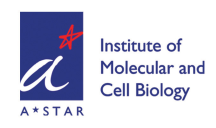 Institute of
Molecular and
Cell Biology
A★STAR